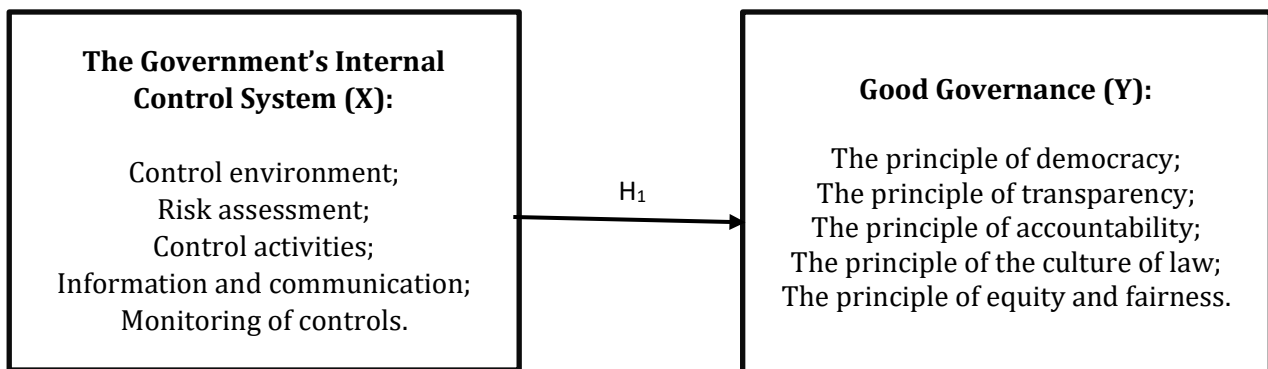 The Government’s Internal
Control System (X):
Control environment;
Risk assessment;
Control activities;
Information and communication;
Monitoring of controls.
H₁
Good Governance (Y):
The principle of democracy;
The principle of transparency;
The principle of accountability;
The principle of the culture of law;
The principle of equity and fairness.